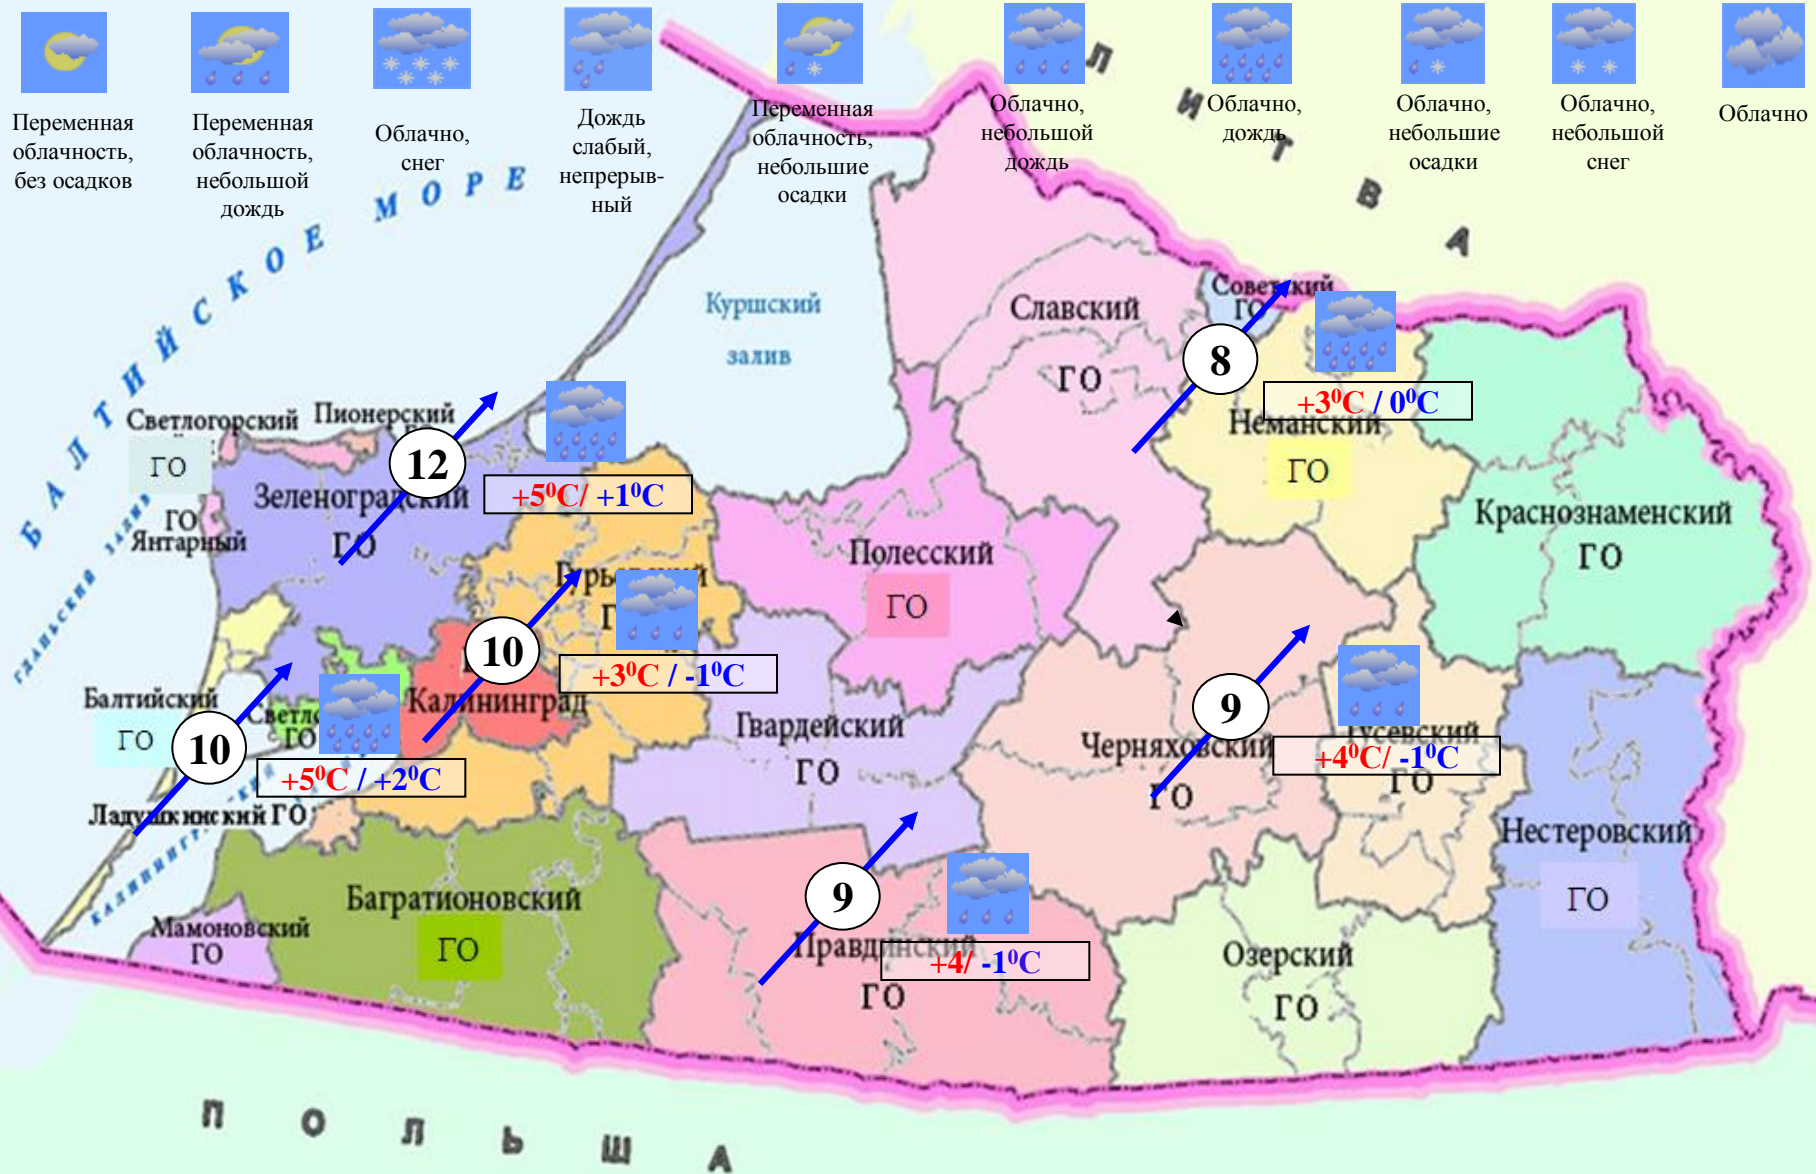 Переменная
облачность,
без осадков
Переменная
облачность,
небольшой
дождь
Облачно,
снег
Дождь
слабый,
непрерыв-
ный
Переменная
облачность,
небольшие
осадки
Облачно,
небольшой
дождь
Облачно,
дождь
Облачно,
небольшие
осадки
Облачно,
небольшой
снег
Облачно
ЛИТВА
БАЛТИЙСКОЕ МОРЕ
Куршский
залив
Славский
ГО
Советский
ГО
8
+3⁰С / 0⁰С
Неманский
ГО
Светлогорский
ГО
Пионерский
12
+5⁰С/ +1⁰С
Зеленоградский
ГО
ГО
Янтарный
Краснознаменский
ГО
Полесский
ГО
Гурьевский
10
+3⁰С / -1⁰С
Калининград
Балтийский
ГО
10
ГО
+5⁰С / +2⁰С
Ладушкинский ГО
Гвардейский
ГО
9
Черняховский
ГО
Гусевский
+4⁰С/ -1⁰С
ГО
Нестеровский
ГО
Багратионовский
ГО
Мамоновский
ГО
9
Правдинский
+4/ -1⁰С
ГО
Озерский
ГО
ПОЛЬША